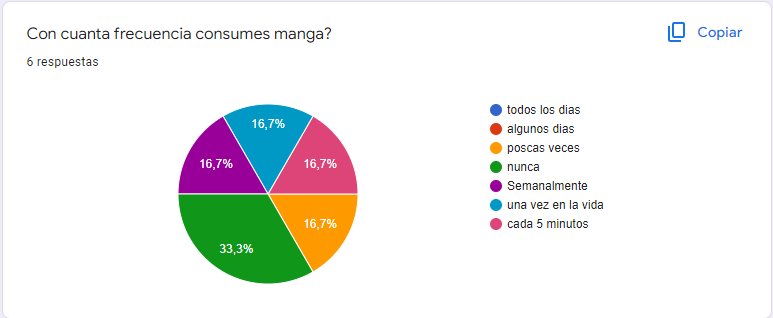 Con cuanta frecuencia consumes manga?
Copiar
6 respuestas
16,7%
16,7%
16,7%
16,7%
33,3%
todos los dias
algunos dias
poscas veces
nunca
Semanalmente
una vez en la vida
cada 5 minutos